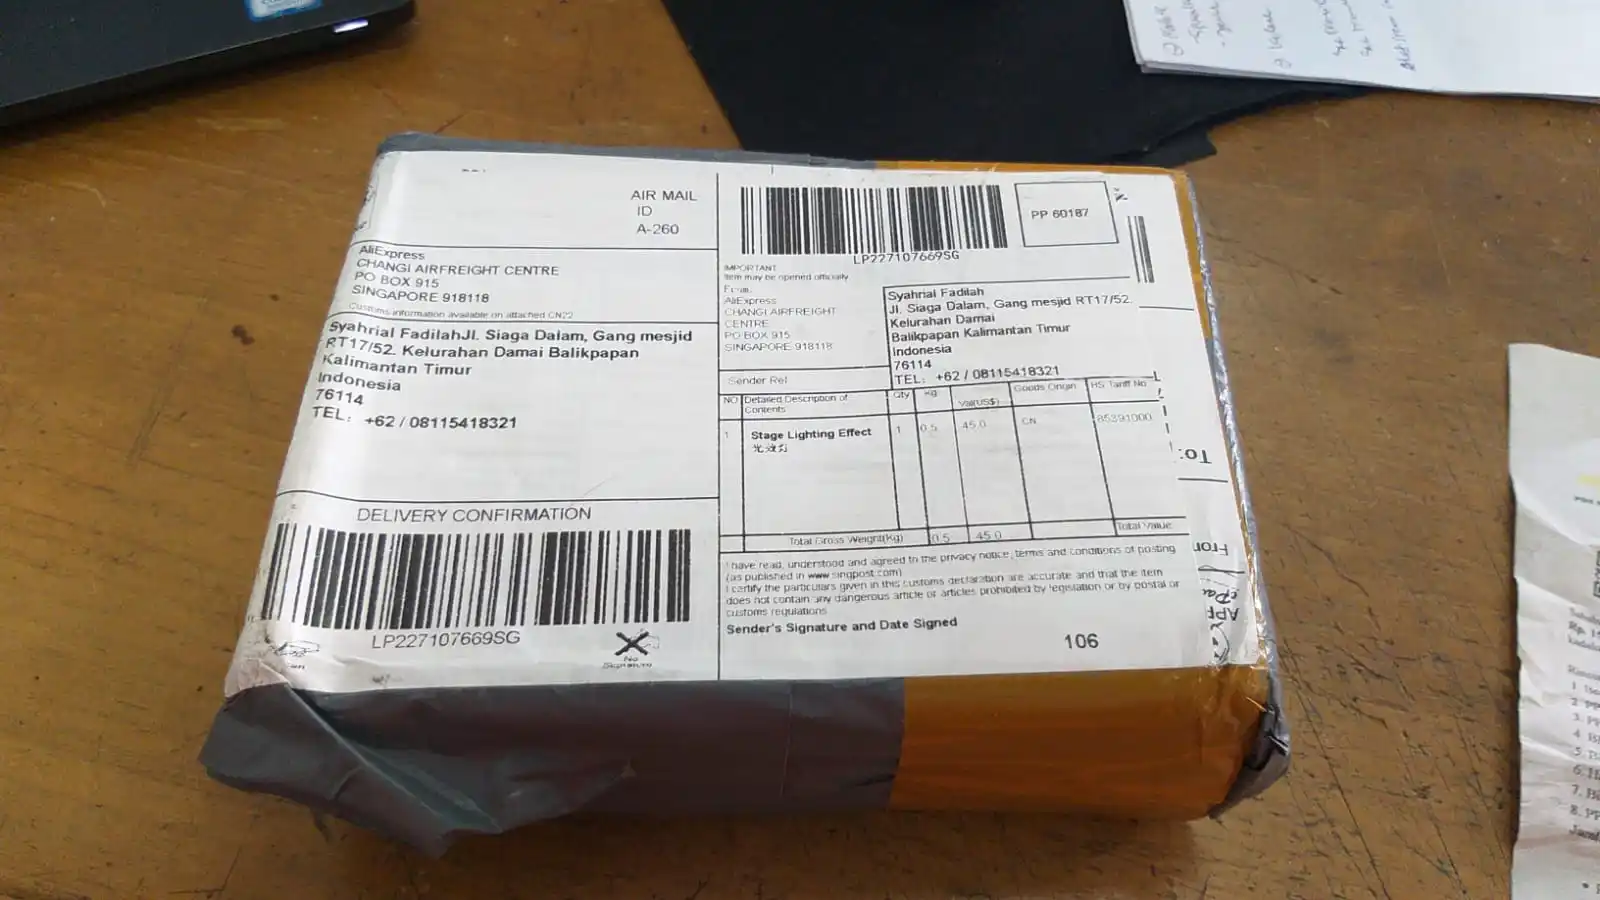 AIR MAIL
ID
A-260
AliExpress
CHANGI AIRFREIGHT CENTRE
PO BOX 915
SINGAPORE 918118
Customs information available on attached CN22
Syahrial FadilahJl. Siaga Dalam, Gang mesjid
RT17/52. Kelurahan Damai Balikpapan
Kalimantan Timur
Indonesia
76114
TEL: +62 / 08115418321
DELIVERY CONFIRMATION
LP227107669SG
No
Signature
LP227107669SG
PP 60187
IMPORTANT
Item may be opened officially
From:
AliExpress
CHANGI AIRFREIGHT
CENTRE
PO BOX 915
SINGAPORE 918118
Sender Ref
Syahrial Fadilah
Jl. Siaga Dalam, Gang mesjid RT17/52.
Kelurahan Damai
Balikpapan Kalimantan Timur
Indonesia
76114
TEL: +62 / 08115418321
NO Detailed Description of Contents Qty Kg Val(US$) Goods Origin HS Tariff No
1 Stage Lighting Effect 1 0.5 45.0 CN 85391000
光效灯
Total Gross Weight(Kg) 0.5 45.0 Total Value
I have read, understood and agreed to the privacy notice, terms and conditions of posting
(as published in www.singpost.com)
I certify the particulars given in this customs declaration are accurate and that the item
does not contain any dangerous article or articles prohibited by legislation or by postal or
customs regulations
Sender's Signature and Date Signed
106
To: